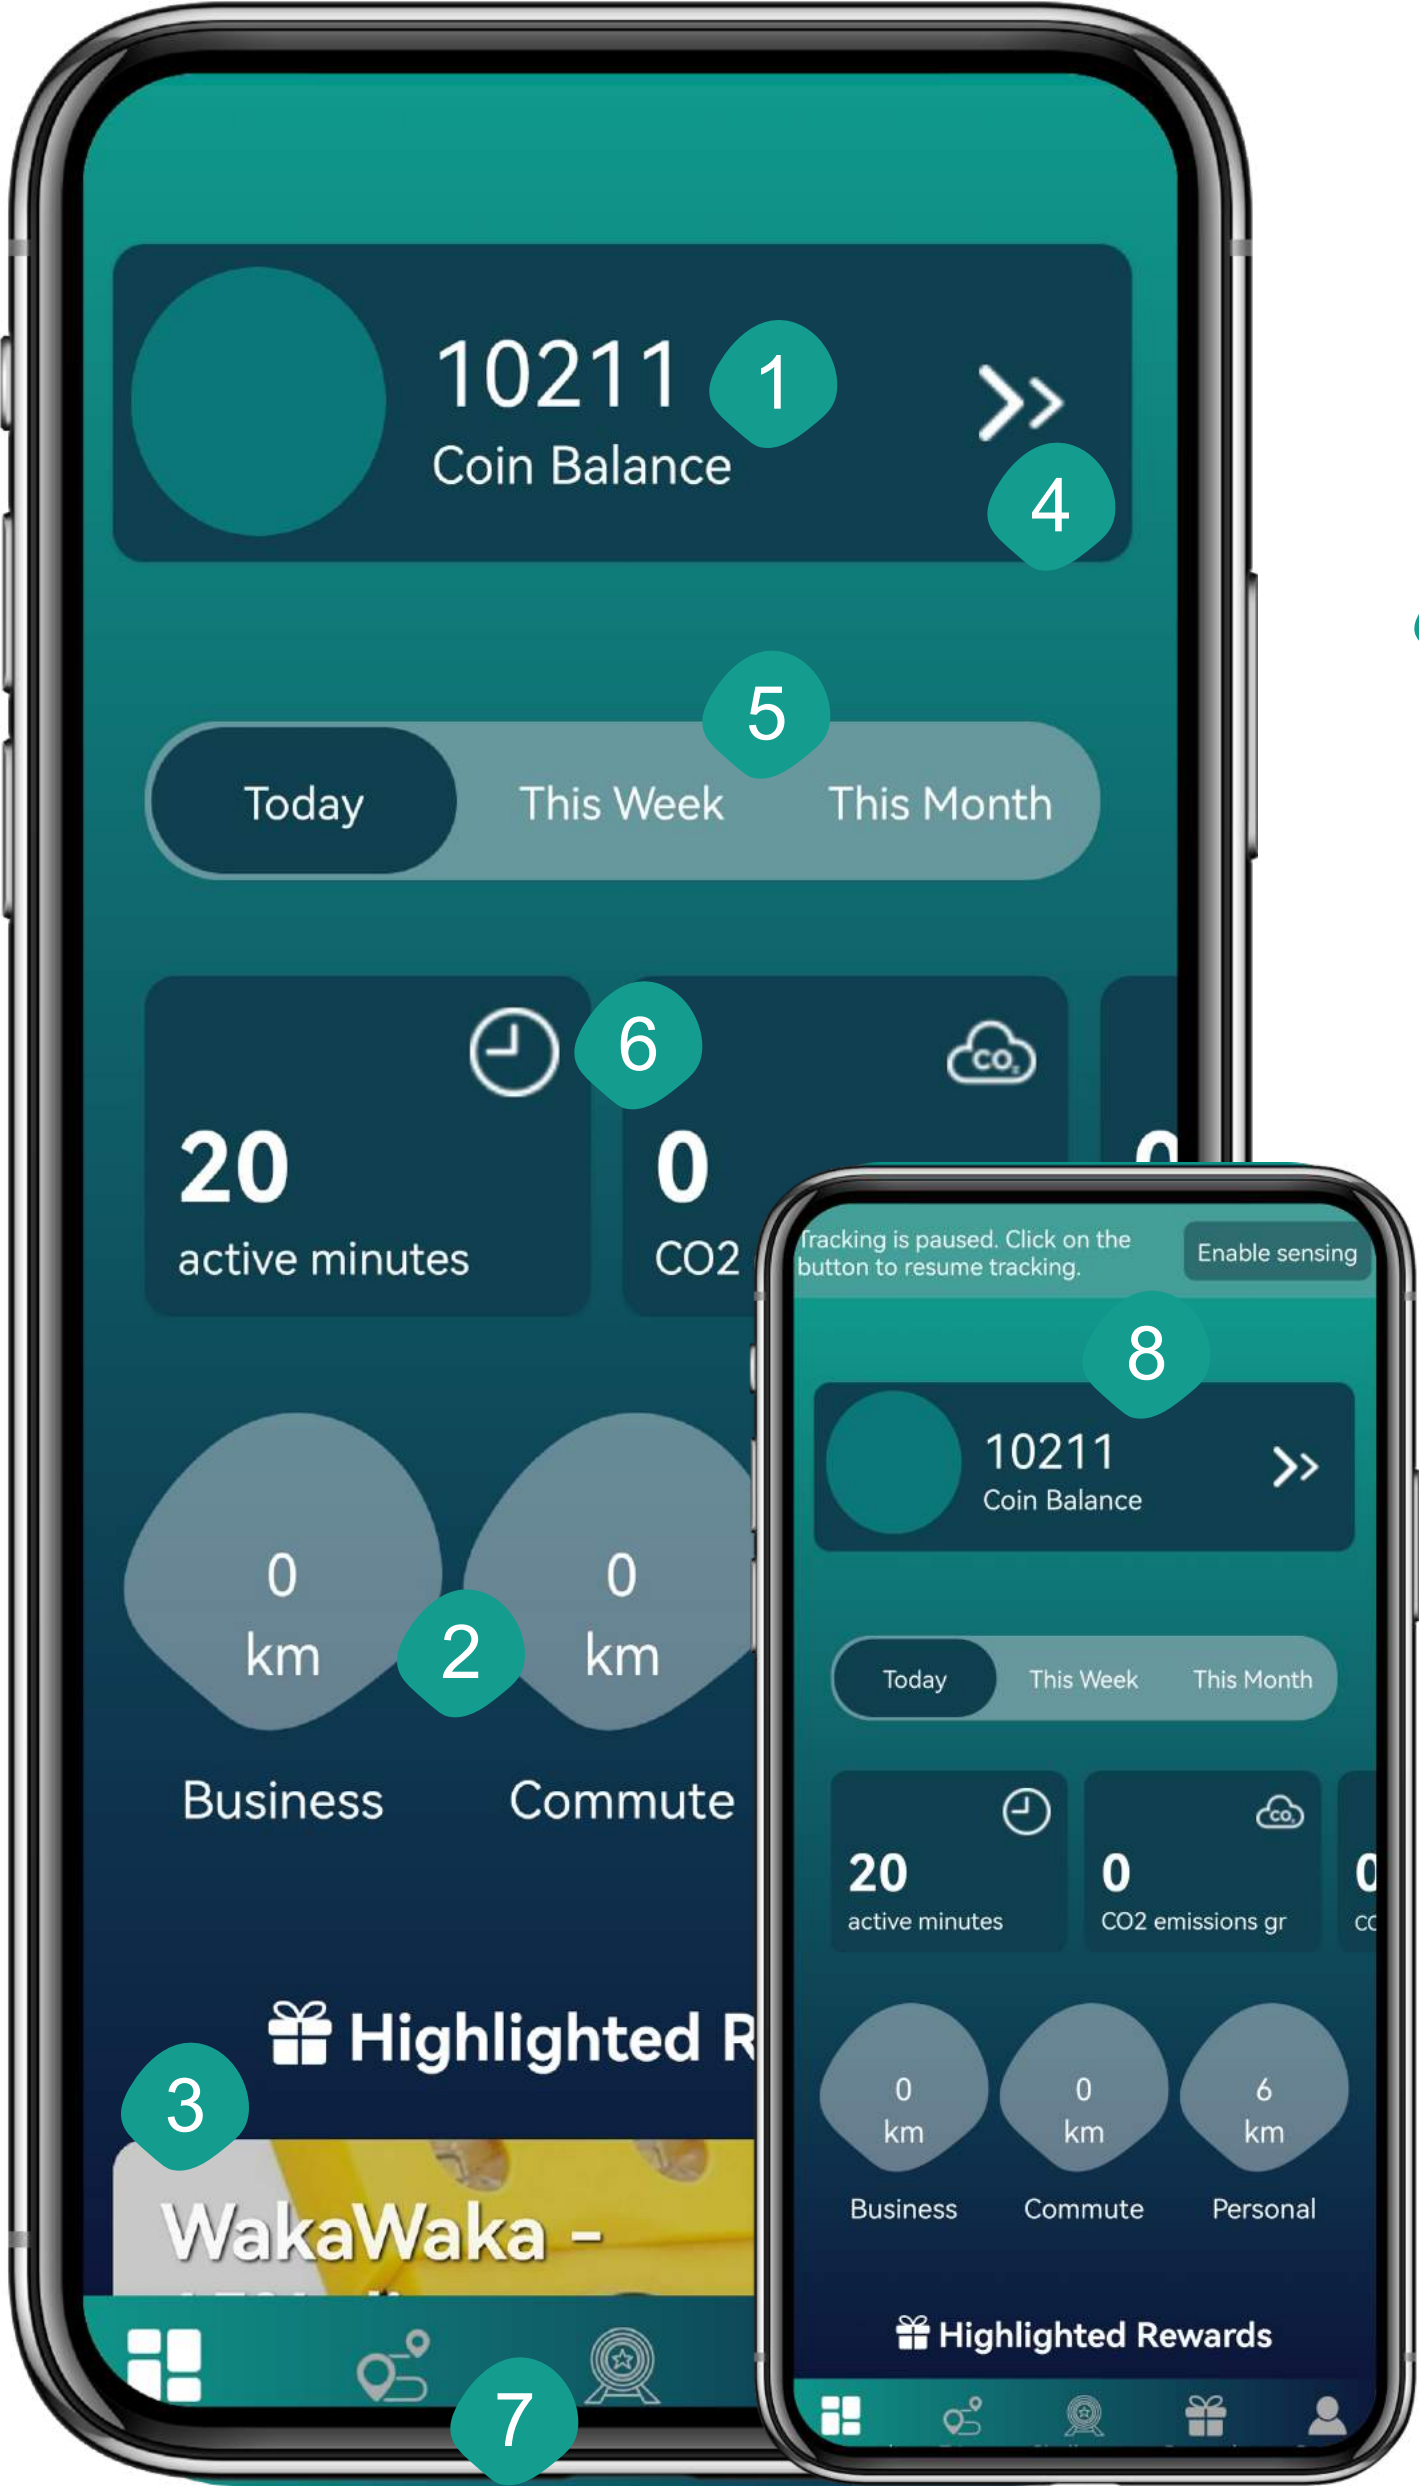 10211
1
Coin Balance
4
5
Today
This Week
This Month
6
20
0
active minutes
CO2
0
km
0
km
2
Business
Commute
Highlighted R
3
WakaWaka -
7
Tracking is paused. Click on the
button to resume tracking.
Enable sensing
8
10211
Coin Balance
Today
This Week
This Month
20
0
0
active minutes
CO2 emissions gr
CO
0
km
0
km
6
km
Business
Commute
Personal
Highlighted Rewards